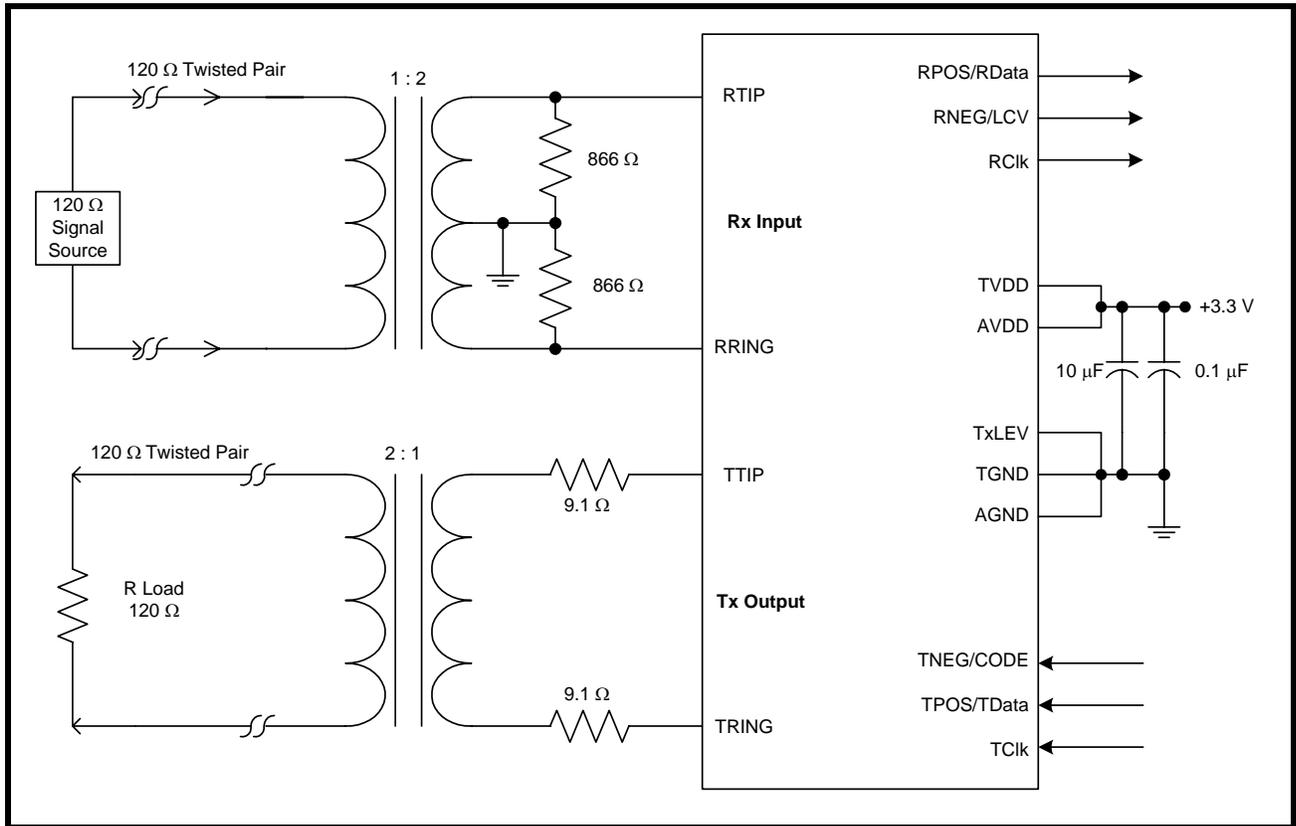 120 Ω Twisted Pair
1 : 2
RTIP
866 Ω
120 Ω
Signal
Source
Rx Input
866 Ω
RRING
120 Ω Twisted Pair
2 : 1
TTIP
9.1 Ω
R Load
120 Ω
Tx Output
9.1 Ω
TRING
RPOS/RData
RNEG/LCV
RClk
TVDD
+3.3 V
AVDD
10 μF
0.1 μF
TxLEV
TGND
AGND
TNEG/CODE
TPOS/TData
TClk